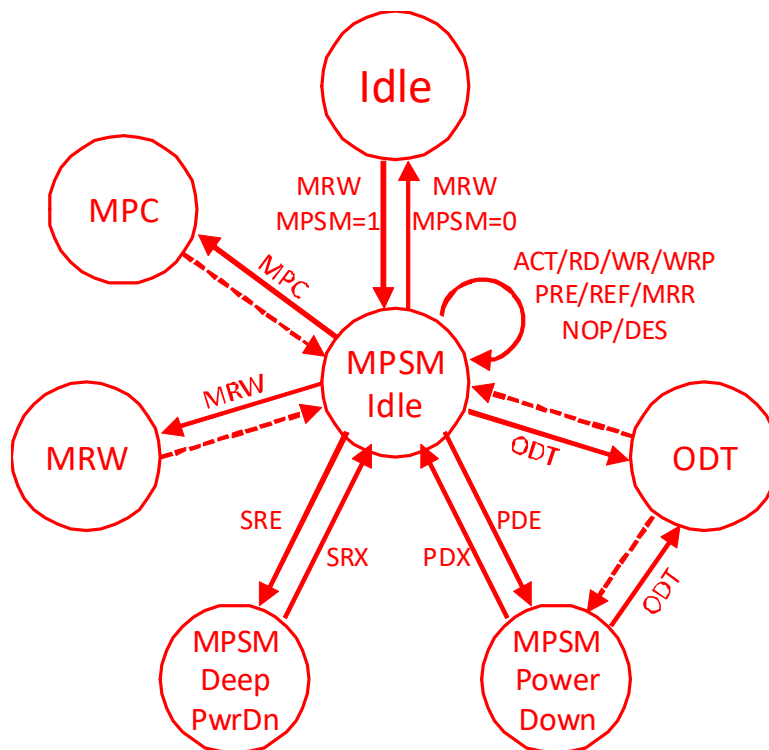 Idle
MRW
MPSM=1
MRW
MPSM=0
MPC
MPC
ACT/RD/WR/WRP
PRE/REF/MRR
NOP/DES
MPSM
Idle
MRW
MRW
ODT
ODT
SRE
SRX
PDX
PDE
ODT
MPSM
Deep
PwrDn
MPSM
Power
Down